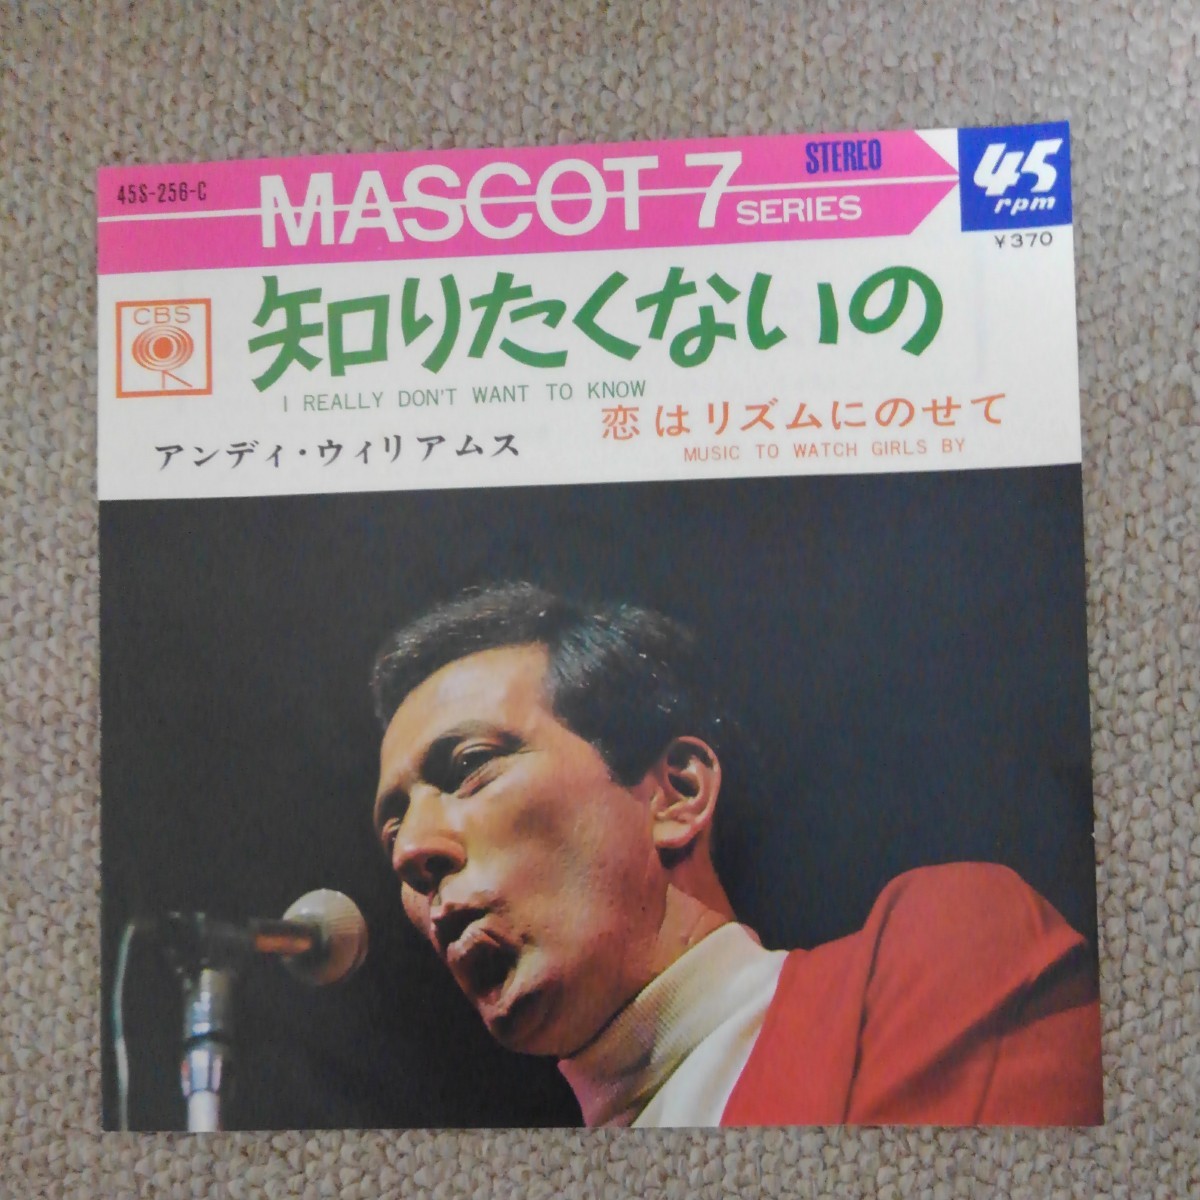 45S-256-C
MASCOT 7 SERIES
STEREO
45 rpm
¥370
CBS
知りたくないの
I REALLY DON'T WANT TO KNOW
恋はリズムにのせて
MUSIC TO WATCH GIRLS BY
アンディ・ウィリアムス